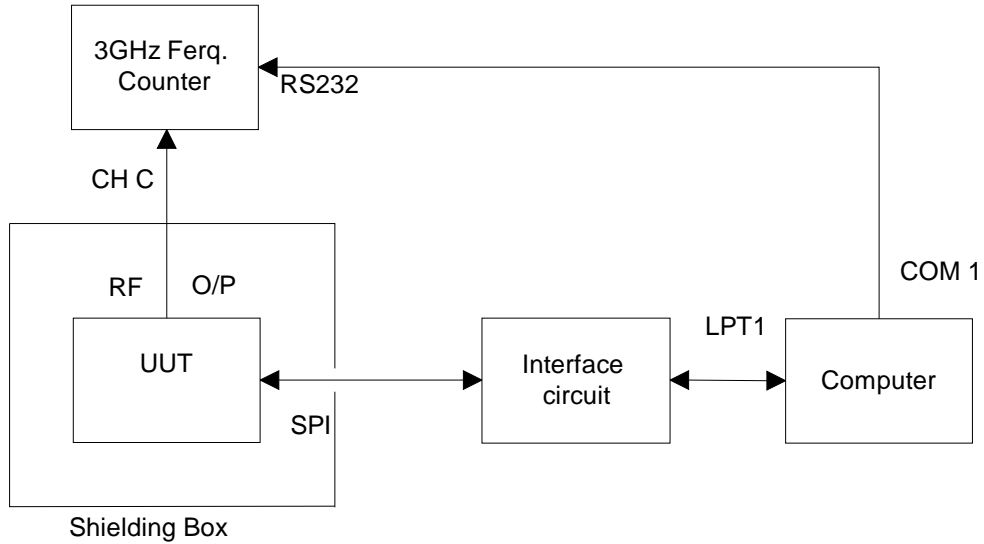 3GHz Ferq.
Counter
RS232
CH C
RF O/P
COM 1
LPT1
UUT
Interface
circuit
Computer
SPI
Shielding Box